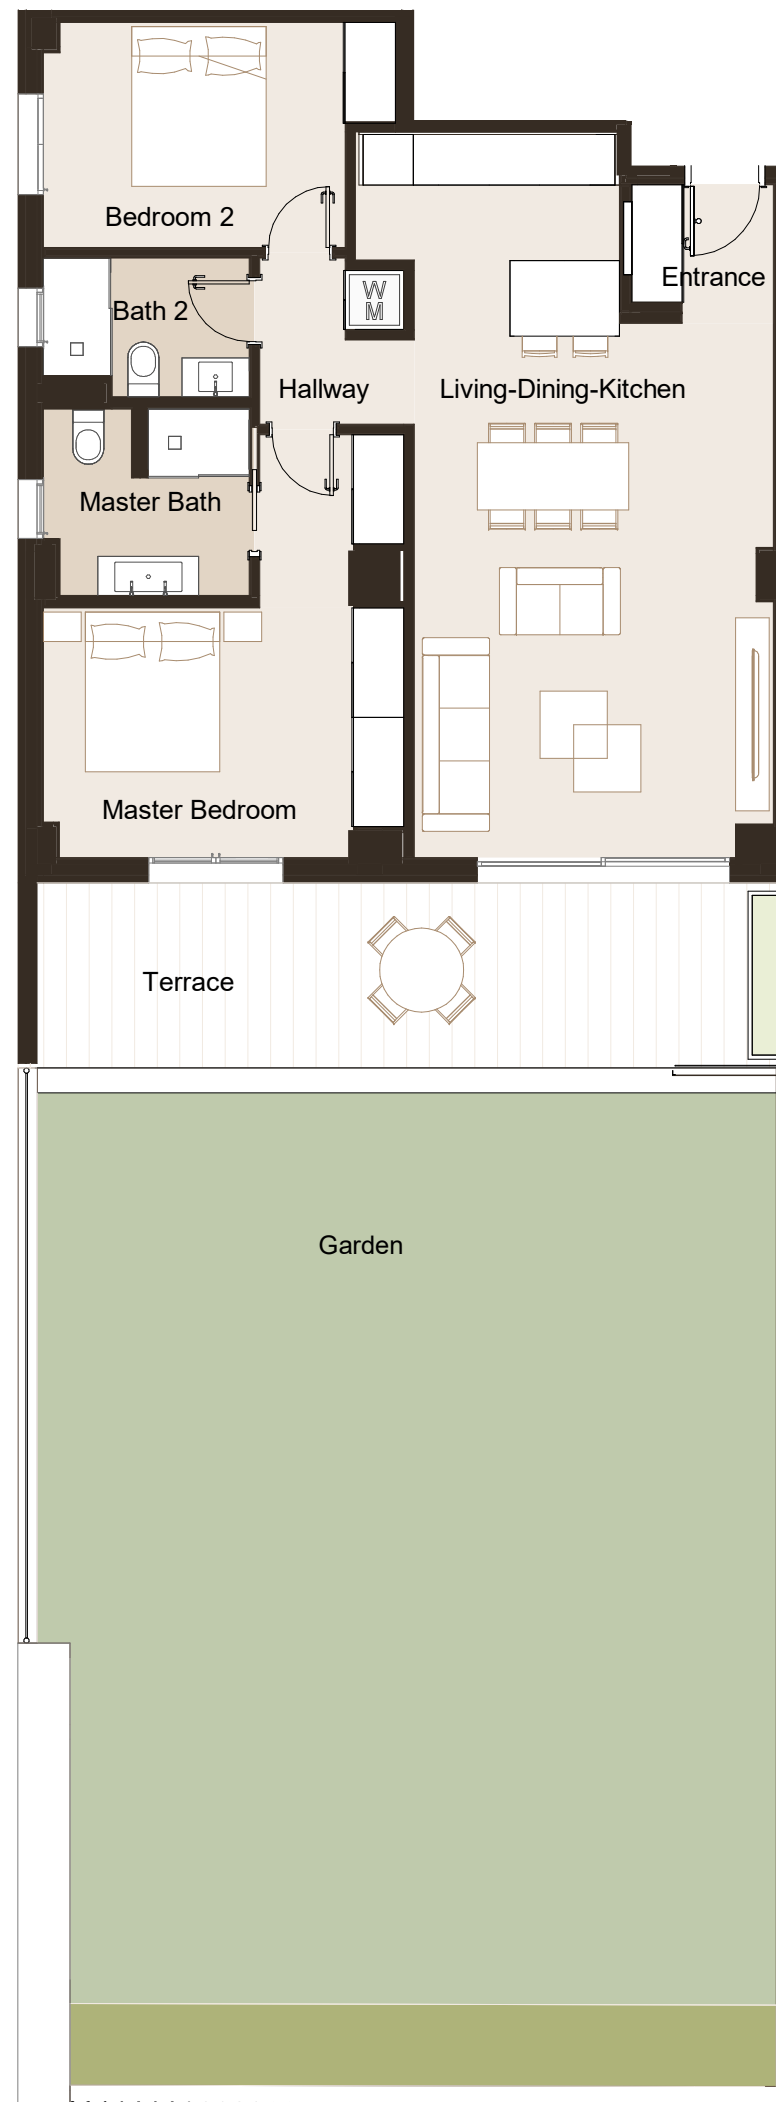 Bedroom 2
Entrance
Bath 2
W
M
Hallway
Living-Dining-Kitchen
Master Bath
Master Bedroom
Terrace
Garden